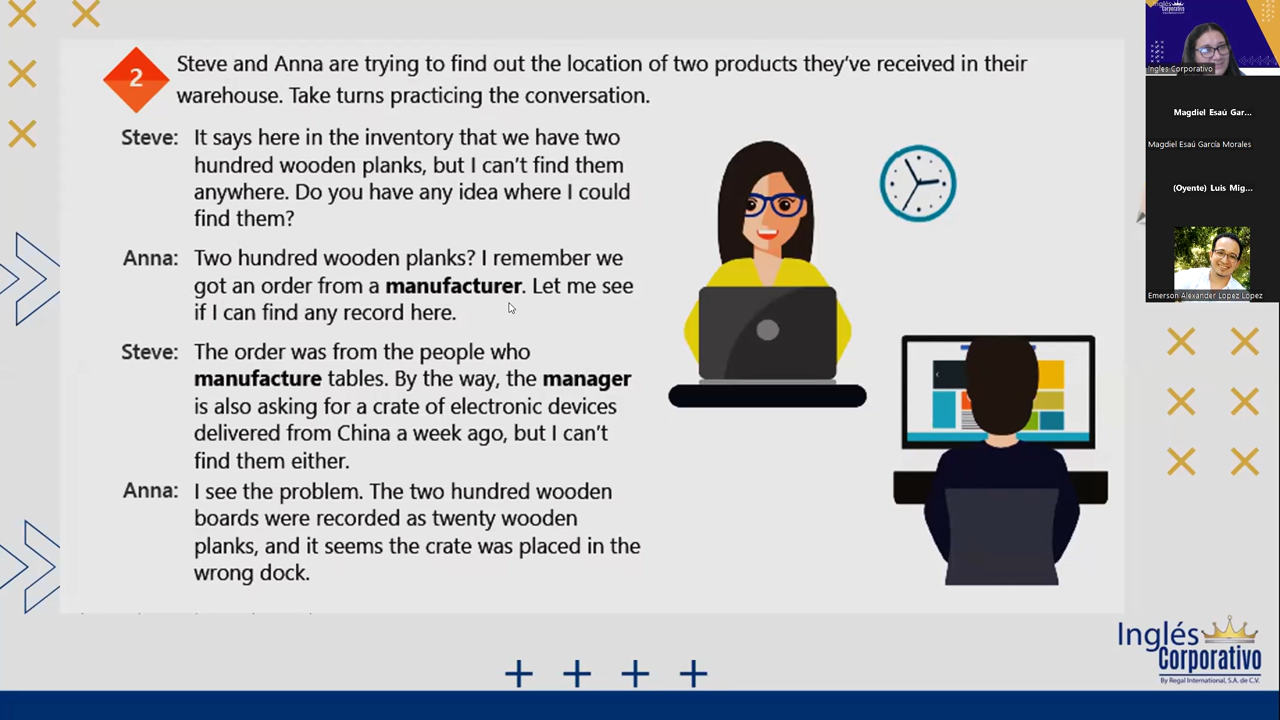 2
Steve and Anna are trying to find out the location of two products they've received in their
warehouse. Take turns practicing the conversation.
Steve: It says here in the inventory that we have two
hundred wooden planks, but I can't find them
anywhere. Do you have any idea where I could
find them?
Anna: Two hundred wooden planks? I remember we
got an order from a manufacturer. Let me see
if I can find any record here.
Steve: The order was from the people who
manufacture tables. By the way, the manager
is also asking for a crate of electronic devices
delivered from China a week ago, but I can't
find them either.
Anna: I see the problem. The two hundred wooden
boards were recorded as twenty wooden
planks, and it seems the crate was placed in the
wrong dock.
Inglés
Corporativo
By Regal International, S.A. de C.V.
Inglés Corporativo
Magdiel Esaú Gar...
Magdiel Esaú García Morales
(Oyente) Luis Mig...
Emerson Alexander Lopez Lopez